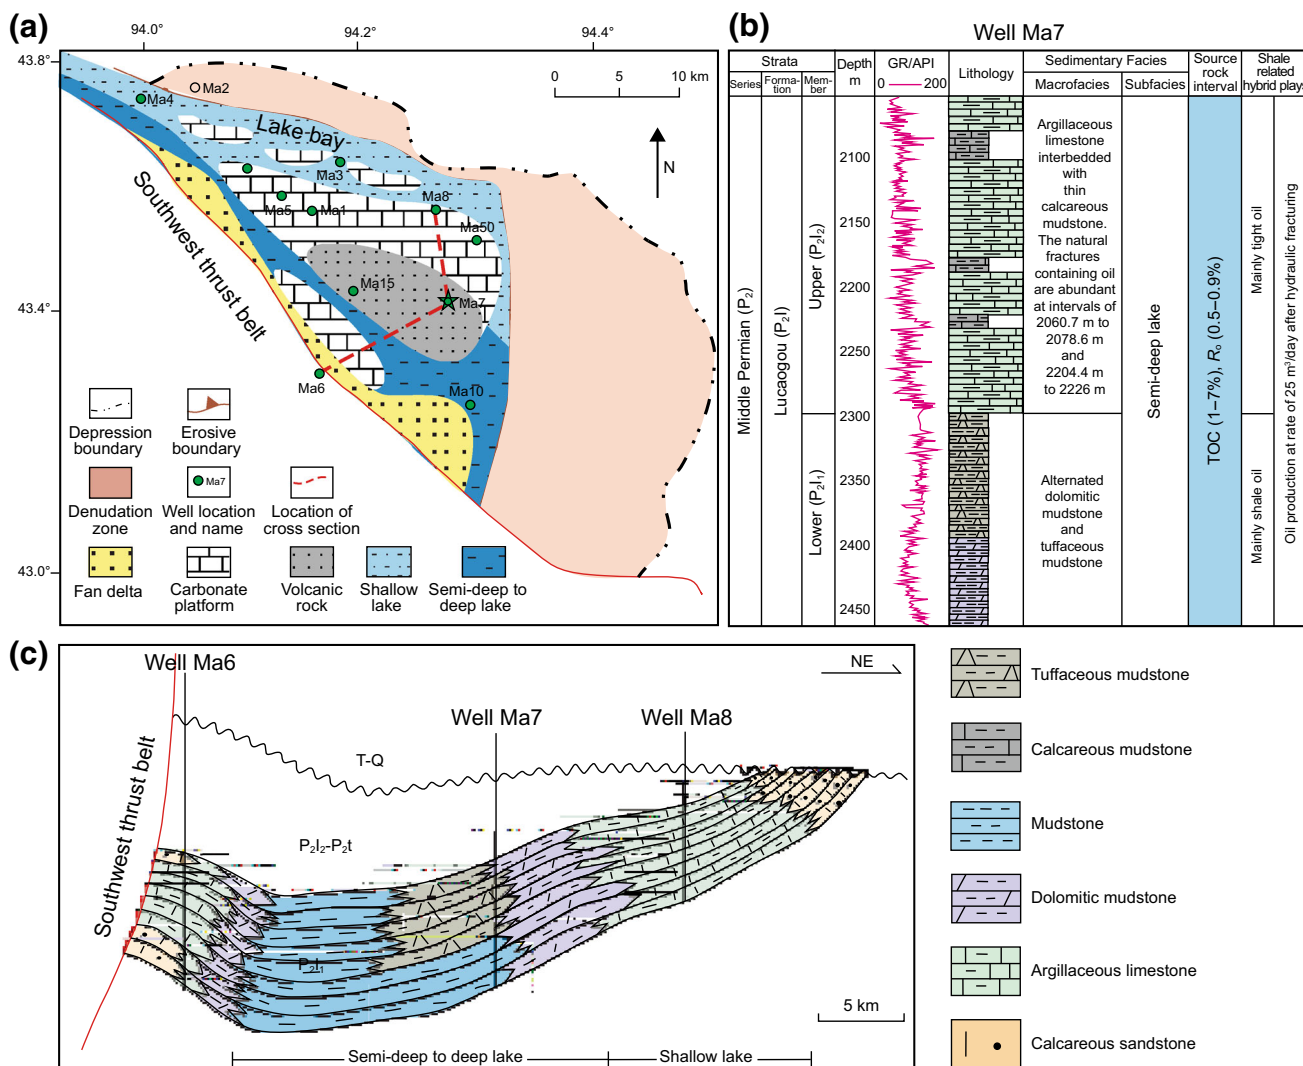 (a)
94.0°
94.2°
94.4°
43.8°
43.4°
43.0°
0 5 10 km
N
Ma2
Ma4
Lake bay
Ma3
Ma5
Ma1
Ma8
Ma50
Ma15
Ma7
Ma6
Ma10
Southwest thrust belt
Depression
boundary
Erosive
boundary
Denudation
zone
Ma7
Well location
and name
Location of
cross section
Fan delta
Carbonate
platform
Volcanic
rock
Shallow
lake
Semi-deep to
deep lake
(b)
Well Ma7
Strata
Series
Forma-
tion
Mem-
ber
Depth
m
GR/API
0 200
Lithology
Sedimentary Facies
Macrofacies
Subfacies
Source
rock
interval
Shale
related
hybrid plays
Middle Permian (P₂)
Lucaogou (P₂l)
Upper (P₂l₂)
Lower (P₂l₁)
2100
2150
2200
2250
2300
2350
2400
2450
Argillaceous
limestone
interbedded
with
thin
calcareous
mudstone.
The natural
fractures
containing oil
are abundant
at intervals of
2060.7 m to
2078.6 m
and
2204.4 m
to 2226 m
Alternated
dolomitic
mudstone
and
tuffaceous
mudstone
Semi-deep lake
TOC (1–7%), Rₒ (0.5–0.9%)
Mainly tight oil
Mainly shale oil
Oil production at rate of 25 m³/day after hydraulic fracturing
(c)
Well Ma6
Well Ma7
Well Ma8
NE
Southwest thrust belt
T-Q
P₂l₂-P₂t
P₂l₁
5 km
Semi-deep to deep lake
Shallow lake
Tuffaceous mudstone
Calcareous mudstone
Mudstone
Dolomitic mudstone
Argillaceous limestone
Calcareous sandstone